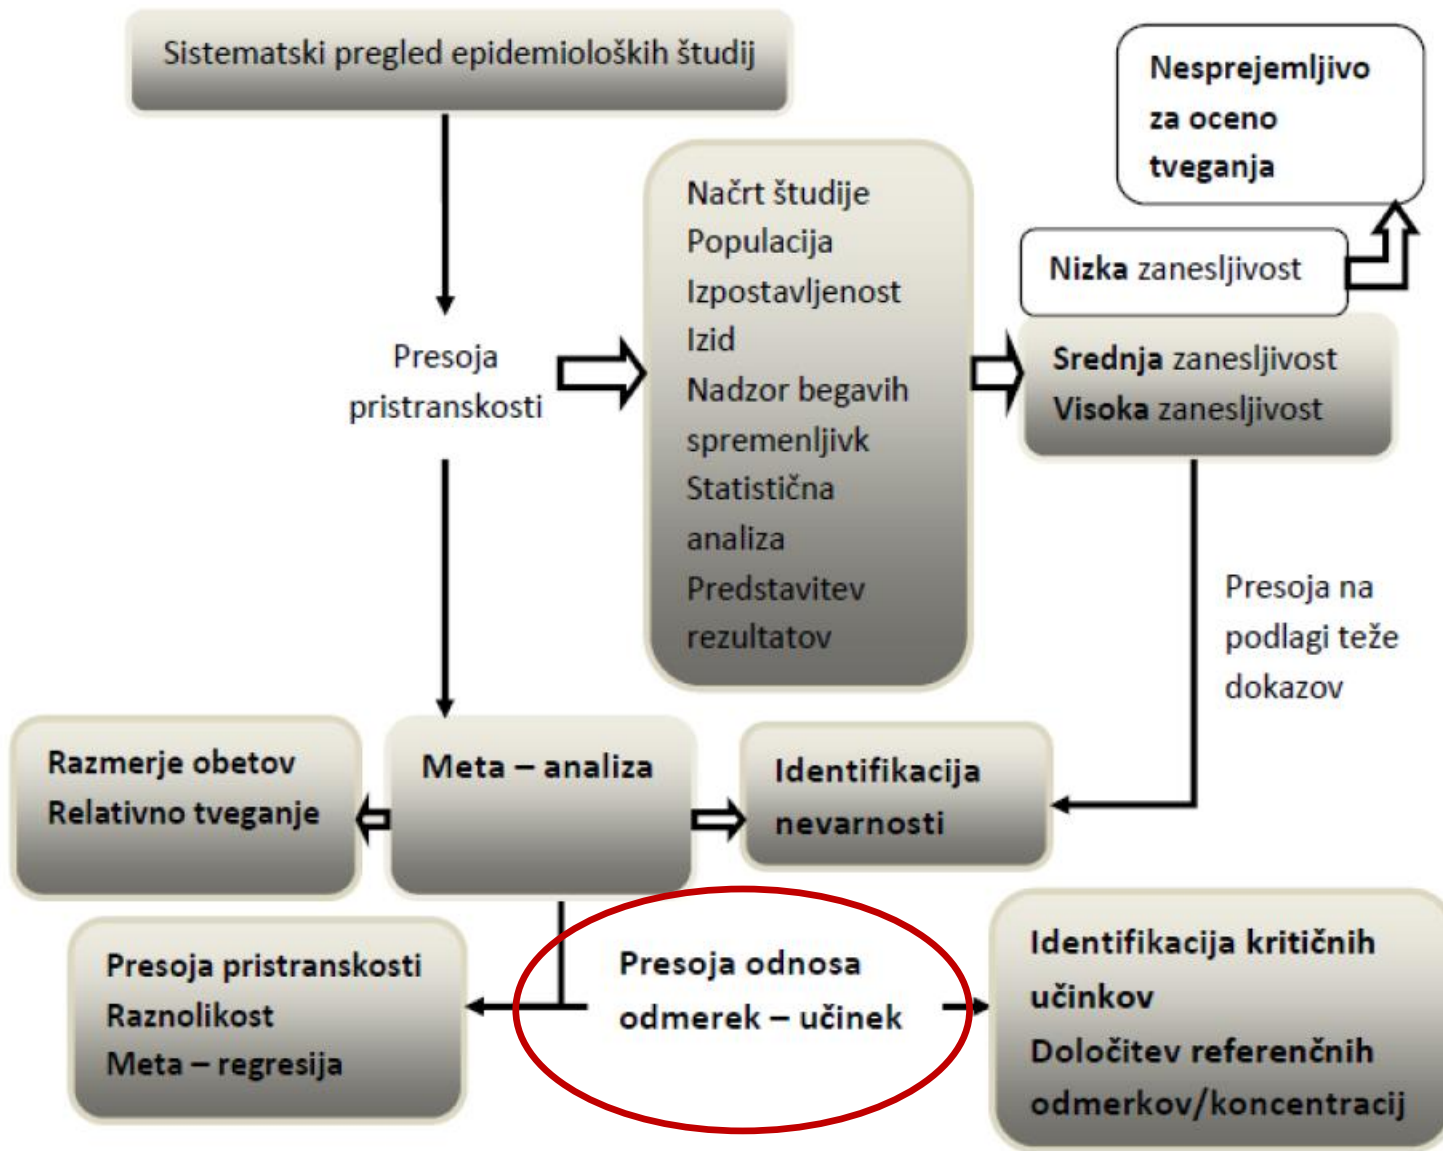 Sistematski pregled epidemioloških študij
Nesprejemljivo
za oceno
tveganja
Načrt študije
Populacija
Izpostavljenost
Izid
Nadzor begavih
spremenljivk
Statistična
analiza
Predstavitev
rezultatov
Nizka zanesljivost
Presoja
pristranskosti
Srednja zanesljivost
Visoka zanesljivost
Presoja na
podlagi teže
dokazov
Razmerje obetov
Relativno tveganje
Meta – analiza
Identifikacija
nevarnosti
Presoja pristranskosti
Raznolikost
Meta – regresija
Presoja odnosa
odmerek – učinek
Identifikacija kritičnih
učinkov
Določitev referenčnih
odmerkov/koncentracij